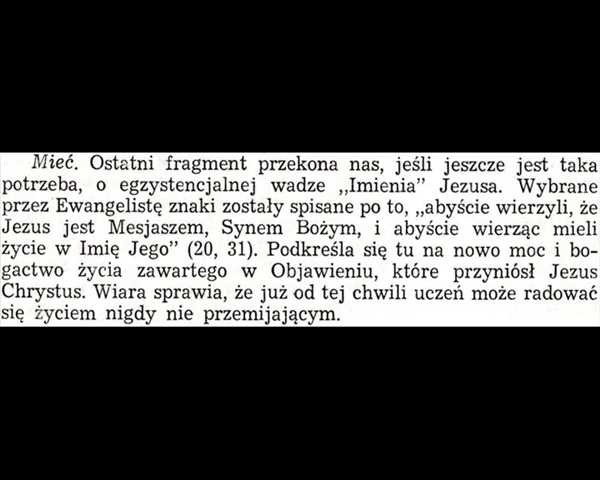 Mieć. Ostatni fragment przekona nas, jeśli jeszcze jest taka
potrzeba, o egzystencjalnej wadze „Imienia” Jezusa. Wybrane
przez Ewangelistę znaki zostały spisane po to, „abyście wierzyli, że
Jezus jest Mesjaszem, Synem Bożym, i abyście wierząc mieli
życie w Imię Jego” (20, 31). Podkreśla się tu na nowo moc i bo-
gactwo życia zawartego w Objawieniu, które przyniósł Jezus
Chrystus. Wiara sprawia, że już od tej chwili uczeń może radować
się życiem nigdy nie przemijającym.